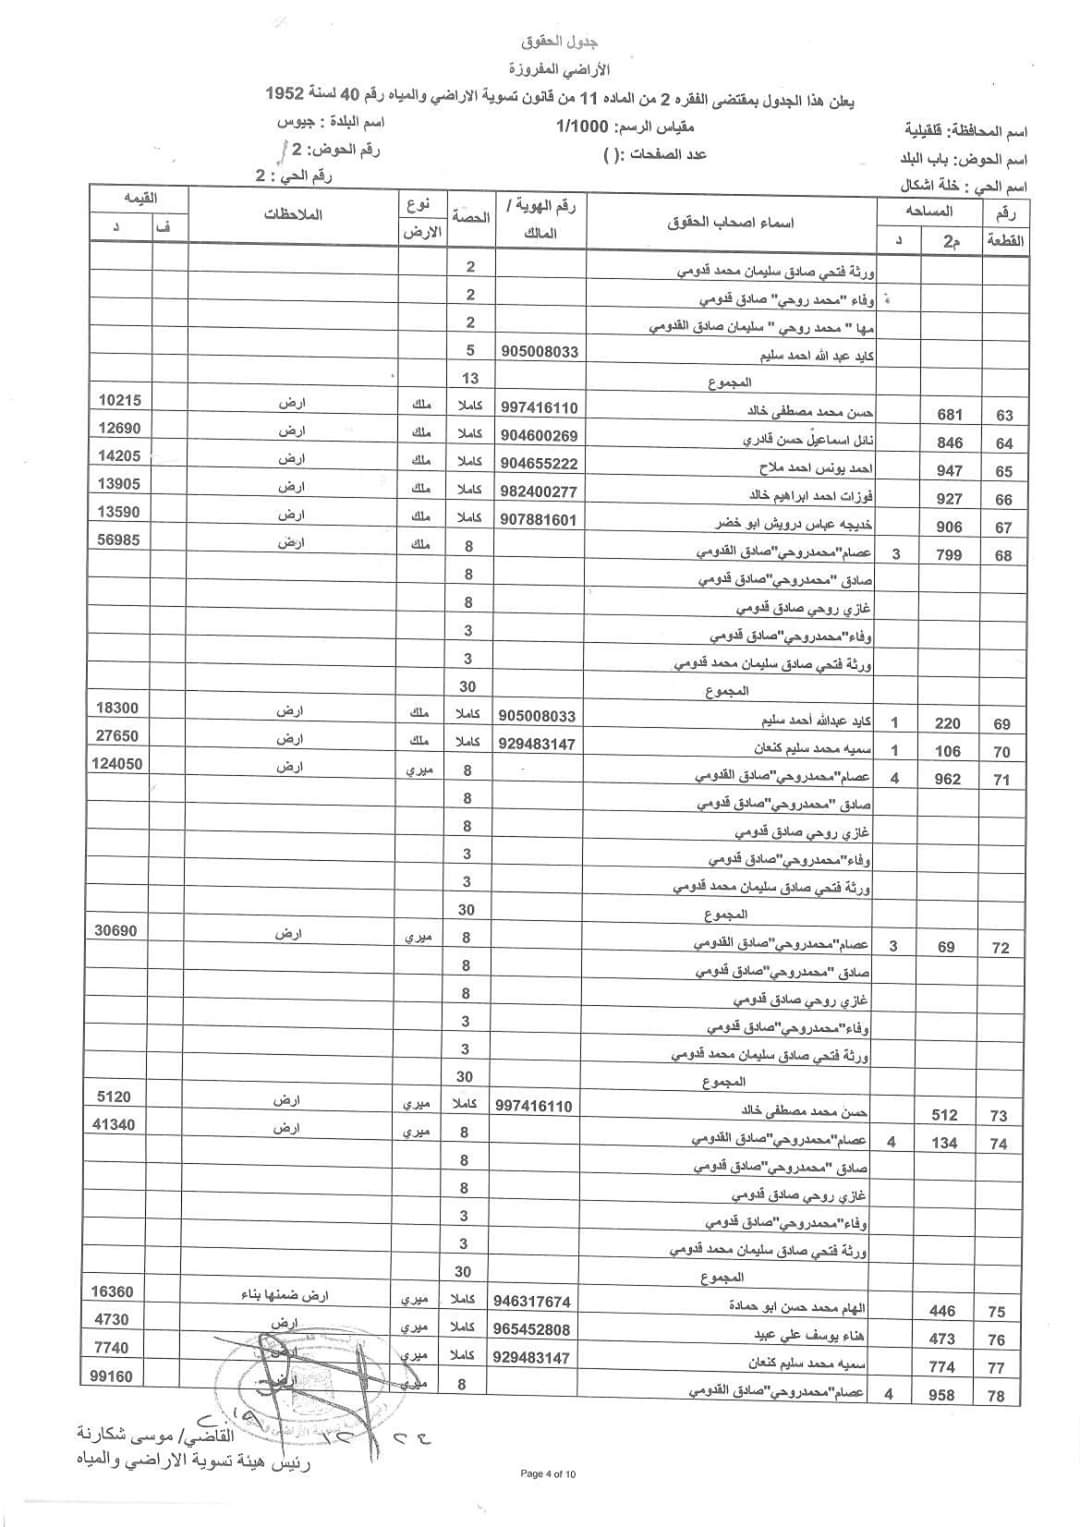 جدول الحقوق
الأراضي المفروزة
يعلن هذا الجدول بمقتضى الفقره 2 من الماده 11 من قانون تسوية الاراضي والمياه رقم 40 لسنة 1952
اسم المحافظة: قلقيلية مقياس الرسم: 1/1000 اسم البلدة : جيوس
اسم الحوض: باب البلد عدد الصفحات :( ) رقم الحوض: 2
اسم الحي : خلة اشكال رقم الحي : 2
رقم القطعة المساحه م2 د اسماء اصحاب الحقوق رقم الهوية / المالك الحصة نوع الارض الملاحظات القيمه ف د
ورثة فتحي صادق سليمان محمد قدومي 2
وفاء "محمد روحي" صادق قدومي 2
مها " محمد روحي " سليمان صادق القدومي 2
كايد عبد الله احمد سليم 905008033 5
المجموع 13
63 681 حسن محمد مصطفى خالد 997416110 كاملا ملك ارض 10215
64 846 نائل اسماعيل حسن قادري 904600269 كاملا ملك ارض 12690
65 947 احمد يونس احمد ملاح 904655222 كاملا ملك ارض 14205
66 927 فوزات احمد ابراهيم خالد 982400277 كاملا ملك ارض 13905
67 906 خديجه عباس درويش ابو خضر 907881601 كاملا ملك ارض 13590
68 799 3 عصام"محمدروحي"صادق القدومي 8 ملك ارض 56985
صادق "محمدروحي"صادق قدومي 8
غازي روحي صادق قدومي 8
وفاء"محمدروحي"صادق قدومي 3
ورثة فتحي صادق سليمان محمد قدومي 3
المجموع 30
69 220 1 كايد عبدالله أحمد سليم 905008033 كاملا ملك ارض 18300
70 106 1 سميه محمد سليم كنعان 929483147 كاملا ملك ارض 27650
71 962 4 عصام"محمدروحي"صادق القدومي 8 ميري ارض 124050
صادق "محمدروحي"صادق قدومي 8
غازي روحي صادق قدومي 8
وفاء"محمدروحي"صادق قدومي 3
ورثة فتحي صادق سليمان محمد قدومي 3
المجموع 30
72 69 3 عصام"محمدروحي"صادق القدومي 8 ميري ارض 30690
صادق "محمدروحي"صادق قدومي 8
غازي روحي صادق قدومي 8
وفاء"محمدروحي"صادق قدومي 3
ورثة فتحي صادق سليمان محمد قدومي 3
المجموع 30
73 512 حسن محمد مصطفى خالد 997416110 كاملا ميري ارض 5120
74 134 4 عصام"محمدروحي"صادق القدومي 8 ميري ارض 41340
صادق "محمدروحي"صادق قدومي 8
غازي روحي صادق قدومي 8
وفاء"محمدروحي"صادق قدومي 3
ورثة فتحي صادق سليمان محمد قدومي 3
المجموع 30
75 446 الهام محمد حسن ابو حمادة 946317674 كاملا ميري ارض ضمنها بناء 16360
76 473 هناء يوسف علي عبيد 965452808 كاملا ميري ارض 4730
77 774 سميه محمد سليم كنعان 929483147 كاملا ميري ارض 7740
78 958 4 عصام"محمدروحي"صادق القدومي 8 ميري ارض 99160
٢٤ ١٢ ٢٠١٩
القاضي/ موسى شكارنة
رئيس هيئة تسوية الاراضي والمياه
Page 4 of 10